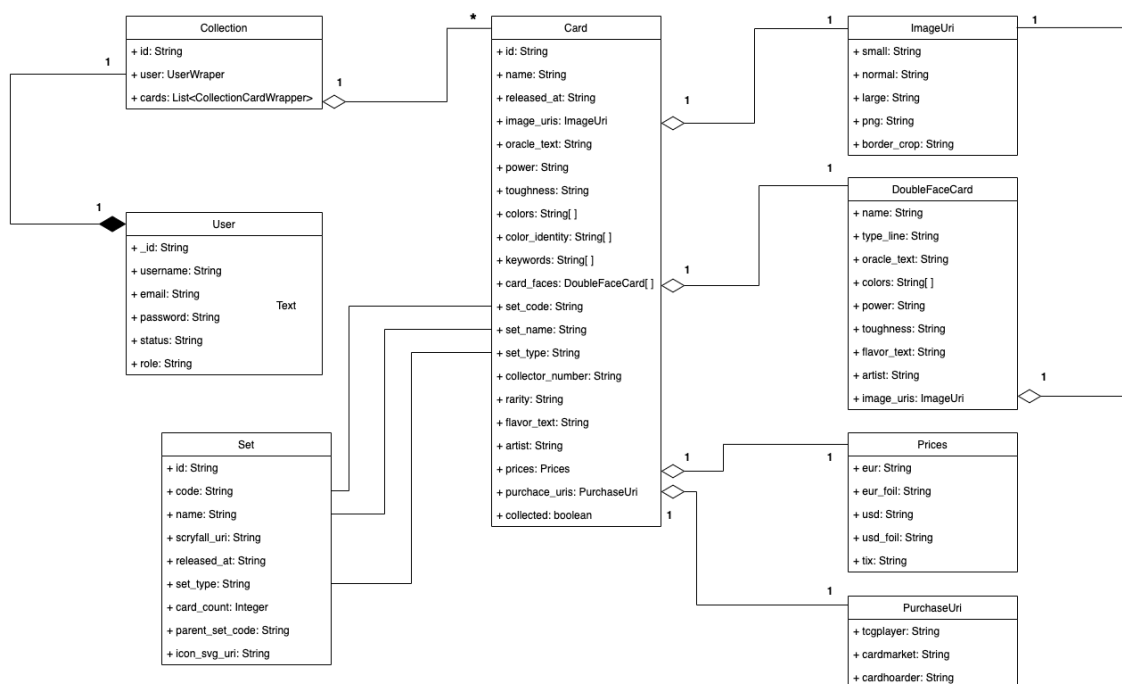 Collection
+ id: String
+ user: UserWraper
+ cards: List<CollectionCardWrapper>
1
1
*
1
User
+ _id: String
+ username: String
+ email: String
+ password: String
+ status: String
+ role: String
Text
Set
+ id: String
+ code: String
+ name: String
+ scryfall_uri: String
+ released_at: String
+ set_type: String
+ card_count: Integer
+ parent_set_code: String
+ icon_svg_uri: String
Card
+ id: String
+ name: String
+ released_at: String
+ image_uris: ImageUri
+ oracle_text: String
+ power: String
+ toughness: String
+ colors: String[ ]
+ color_identity: String[ ]
+ keywords: String[ ]
+ card_faces: DoubleFaceCard[ ]
+ set_code: String
+ set_name: String
+ set_type: String
+ collector_number: String
+ rarity: String
+ flavor_text: String
+ artist: String
+ prices: Prices
+ purchace_uris: PurchaseUri
+ collected: boolean
1
1
1
1
1
1
1
1
ImageUri
+ small: String
+ normal: String
+ large: String
+ png: String
+ border_crop: String
1
DoubleFaceCard
+ name: String
+ type_line: String
+ oracle_text: String
+ colors: String[ ]
+ power: String
+ toughness: String
+ flavor_text: String
+ artist: String
+ image_uris: ImageUri
1
Prices
+ eur: String
+ eur_foil: String
+ usd: String
+ usd_foil: String
+ tix: String
PurchaseUri
+ tcgplayer: String
+ cardmarket: String
+ cardhoarder: String